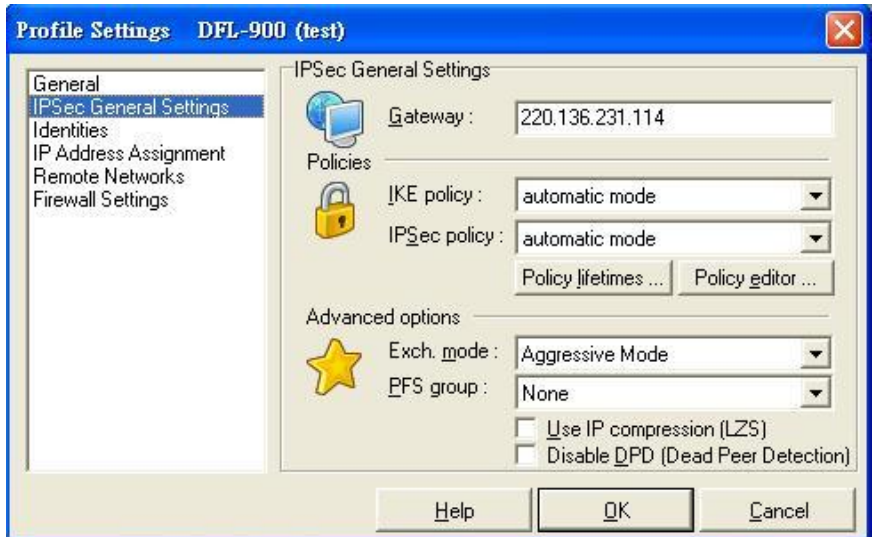 Profile Settings DFL-900 (test)
General
IPSec General Settings
Identities
IP Address Assignment
Remote Networks
Firewall Settings
IPSec General Settings
Gateway : 220.136.231.114
Policies
IKE policy : automatic mode
IPSec policy : automatic mode
Policy lifetimes ... Policy editor ...
Advanced options
Exch. mode : Aggressive Mode
PFS group : None
Use IP compression (LZS)
Disable DPD (Dead Peer Detection)
Help OK Cancel